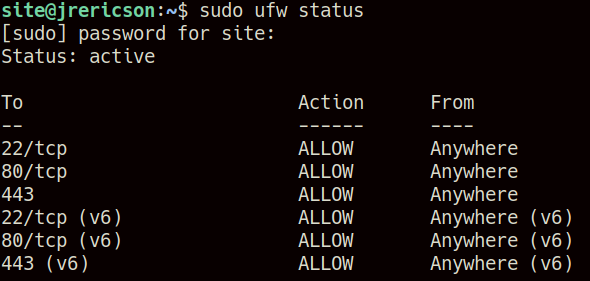 site@jrericson:~$ sudo ufw status
[sudo] password for site:
Status: active
To Action From
-- ------ ----
22/tcp ALLOW Anywhere
80/tcp ALLOW Anywhere
443 ALLOW Anywhere
22/tcp (v6) ALLOW Anywhere (v6)
80/tcp (v6) ALLOW Anywhere (v6)
443 (v6) ALLOW Anywhere (v6)